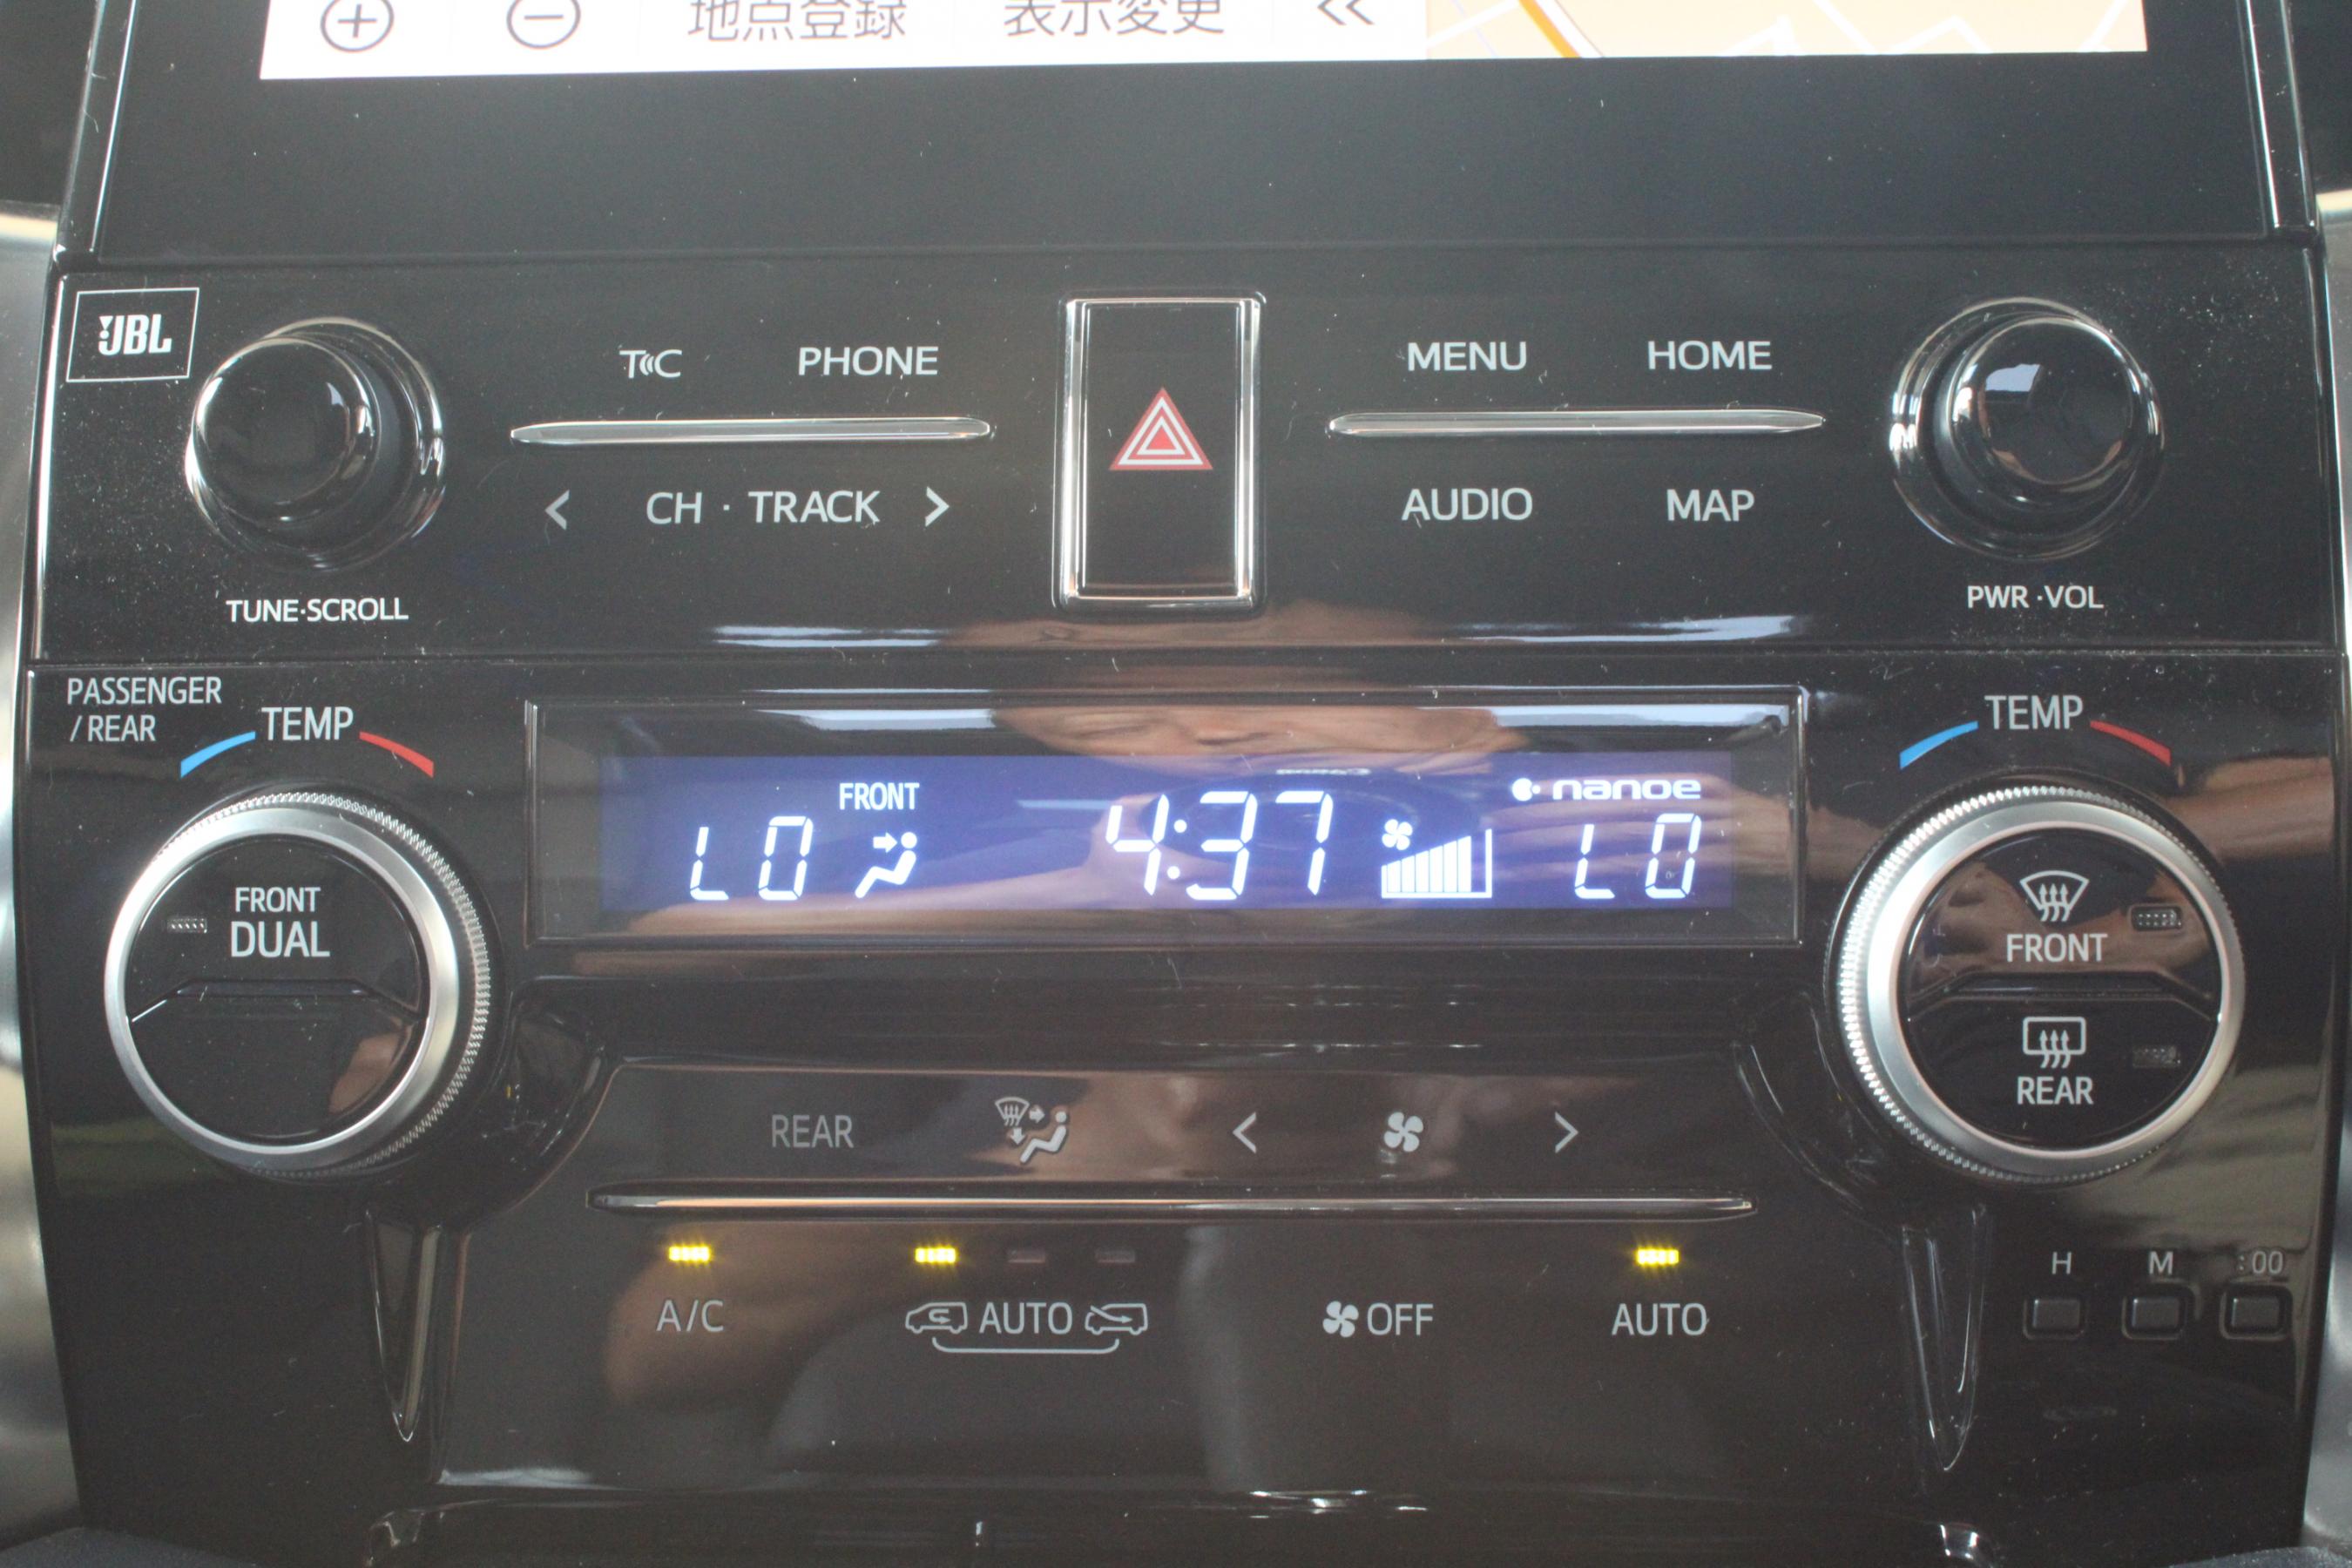 地点登録 表示変更
JBL
T C PHONE
MENU HOME
CH · TRACK
AUDIO MAP
TUNE·SCROLL
PWR ·VOL
PASSENGER
/ REAR
TEMP
TEMP
FRONT
nanoe
LO 4:37 LO
FRONT
DUAL
FRONT
REAR
REAR
H M :00
A/C AUTO OFF AUTO